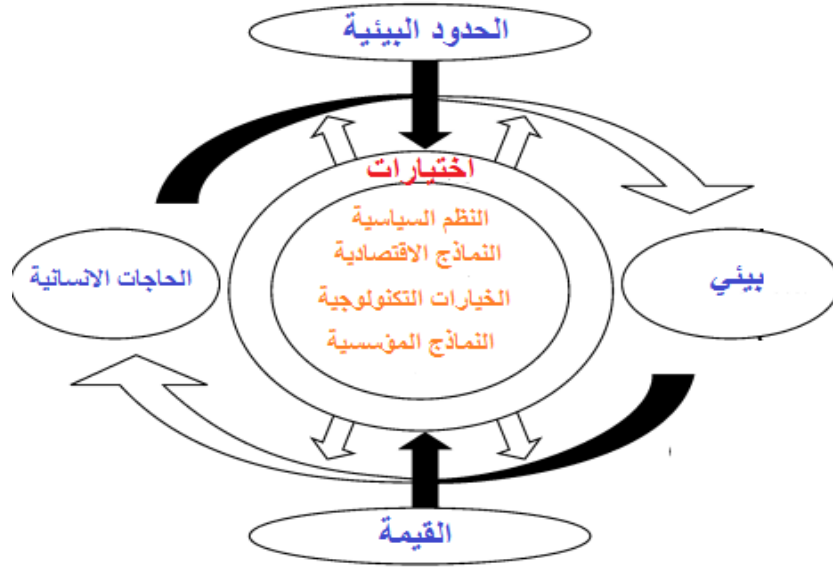 الحدود البيئية
اختيارات
النظم السياسية
النماذج الاقتصادية
الخيارات التكنولوجية
النماذج المؤسسية
بيئي
الحاجات الانسانية
القيمة